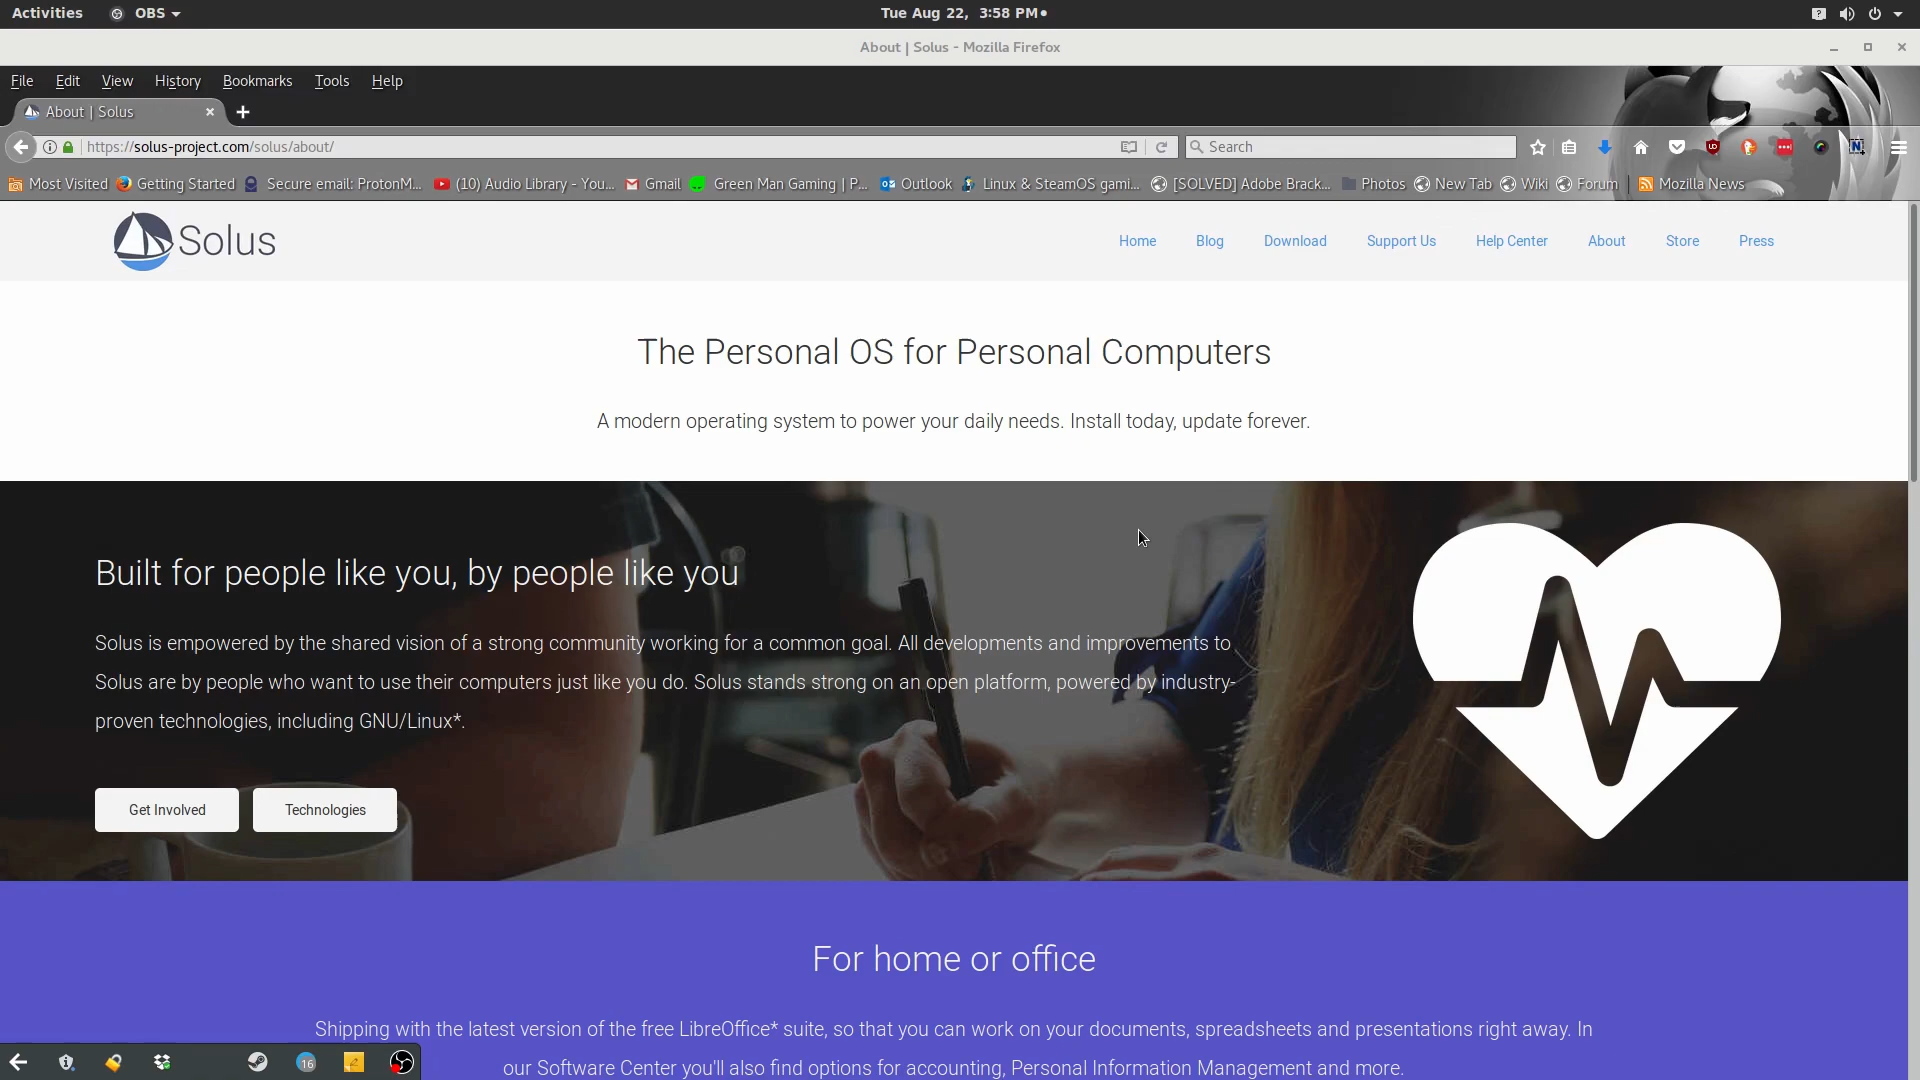 Activities OBS Tue Aug 22, 3:58 PM
About | Solus - Mozilla Firefox
File Edit View History Bookmarks Tools Help
About | Solus
https://solus-project.com/solus/about/ Search
Most Visited Getting Started Secure email: ProtonM... (10) Audio Library - You... Gmail Green Man Gaming | P... Outlook Linux & SteamOS gami... [SOLVED] Adobe Brack... Photos New Tab Wiki Forum Mozilla News
Solus Home Blog Download Support Us Help Center About Store Press
The Personal OS for Personal Computers
A modern operating system to power your daily needs. Install today, update forever.
Built for people like you, by people like you
Solus is empowered by the shared vision of a strong community working for a common goal. All developments and improvements to
Solus are by people who want to use their computers just like you do. Solus stands strong on an open platform, powered by industry-
proven technologies, including GNU/Linux*.
Get Involved Technologies
For home or office
Shipping with the latest version of the free LibreOffice* suite, so that you can work on your documents, spreadsheets and presentations right away. In
our Software Center you'll also find options for accounting, Personal Information Management and more.
16